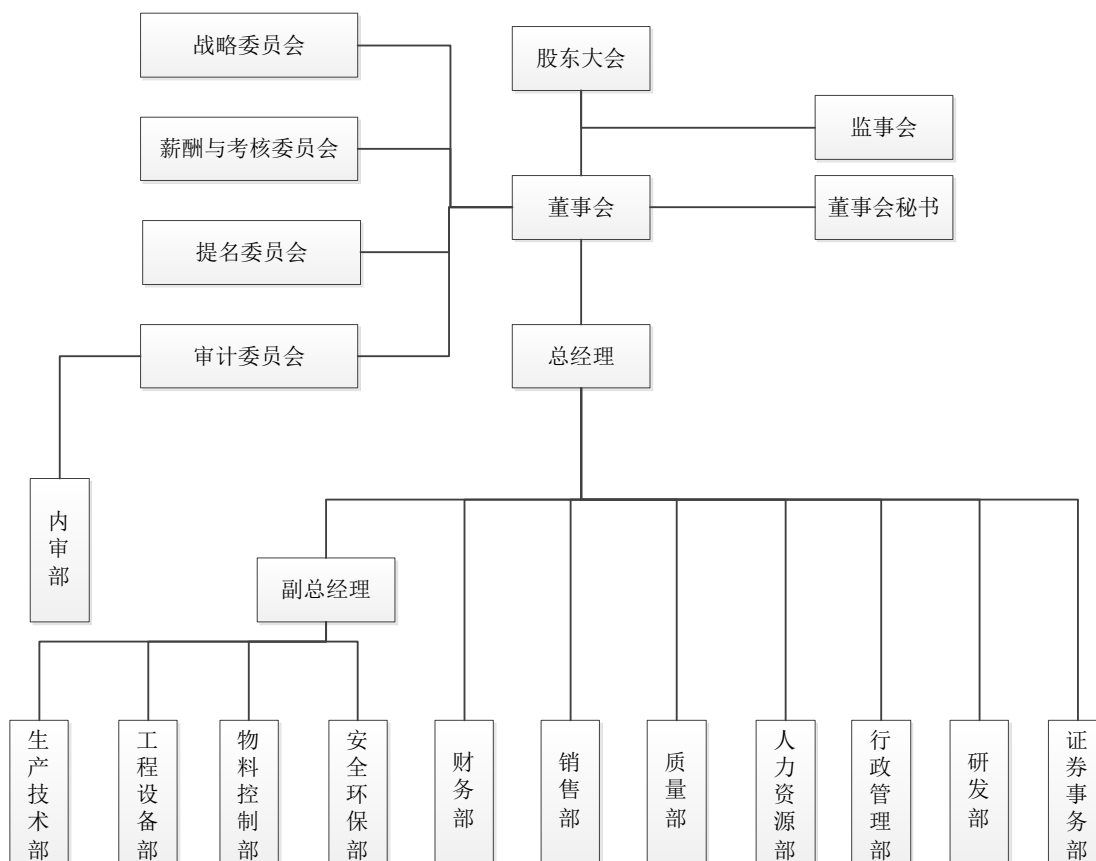 战略委员会
股东大会
监事会
薪酬与考核委员会
董事会
董事会秘书
提名委员会
审计委员会
总经理
内审部
副总经理
生产技术部
工程设备部
物料控制部
安全环保部
财务部
销售部
质量部
人力资源部
行政管理部
研发部
证券事务部